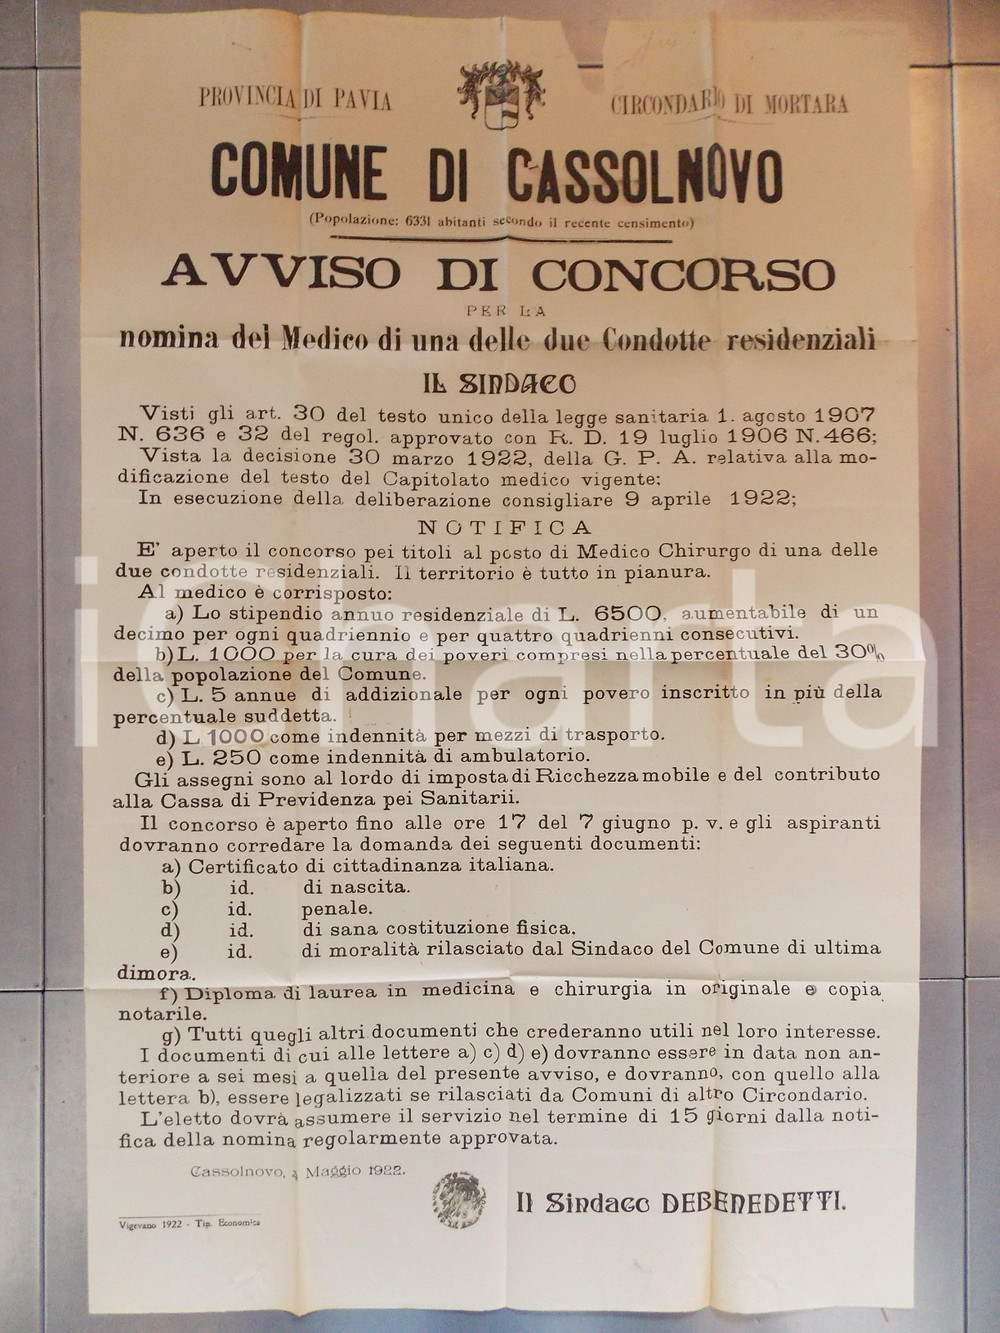 PROVINCIA DI PAVIA
CIRCONDARIO DI MORTARA
COMUNE DI CASSOLNOVO
(Popolazione: 6331 abitanti secondo il recente censimento)
AVVISO DI CONCORSO
PER LA
nomina del Medico di una delle due Condotte residenziali
IL SINDACO
Visti gli art. 30 del testo unico della legge sanitaria 1. agosto 1907
N. 636 e 32 del regol. approvato con R. D. 19 luglio 1906 N. 466;
Vista la decisione 30 marzo 1922, della G. P. A. relativa alla mo-
dificazione del testo del Capitolato medico vigente;
In esecuzione della deliberazione consigliare 9 aprile 1922;
NOTIFICA
E' aperto il concorso pei titoli al posto di Medico Chirurgo di una delle
due condotte residenziali. Il territorio è tutto in pianura.
Al medico è corrisposto:
a) Lo stipendio annuo residenziale di L. 6500, aumentabile di un
decimo per ogni quadriennio e per quattro quadrienni consecutivi.
b) L. 1000 per la cura dei poveri compresi nella percentuale del 30%
della popolazione del Comune.
c) L. 5 annue di addizionale per ogni povero inscritto in più della
percentuale suddetta.
d) L 1000 come indennità per mezzi di trasporto.
e) L. 250 come indennità di ambulatorio.
Gli assegni sono al lordo di imposta di Ricchezza mobile e del contributo
alla Cassa di Previdenza pei Sanitarii.
Il concorso è aperto fino alle ore 17 del 7 giugno p. v. e gli aspiranti
dovranno corredare la domanda dei seguenti documenti:
a) Certificato di cittadinanza italiana.
b) id. di nascita.
c) id. penale.
d) id. di sana costituzione fisica.
e) id. di moralità rilasciato dal Sindaco del Comune di ultima
dimora.
f) Diploma di laurea in medicina e chirurgia in originale e copia
notarile.
g) Tutti quegli altri documenti che crederanno utili nel loro interesse.
I documenti di cui alle lettere a) c) d) e) dovranno essere in data non an-
teriore a sei mesi a quella del presente avviso, e dovranno, con quello alla
lettera b), essere legalizzati se rilasciati da Comuni di altro Circondario.
L'eletto dovrà assumere il servizio nel termine di 15 giorni dalla noti-
fica della nomina regolarmente approvata.
Cassolnovo, Maggio 1922.
Il Sindaco DEBENEDETTI.
Vigevano 1922 - Tip. Economica
iCharta